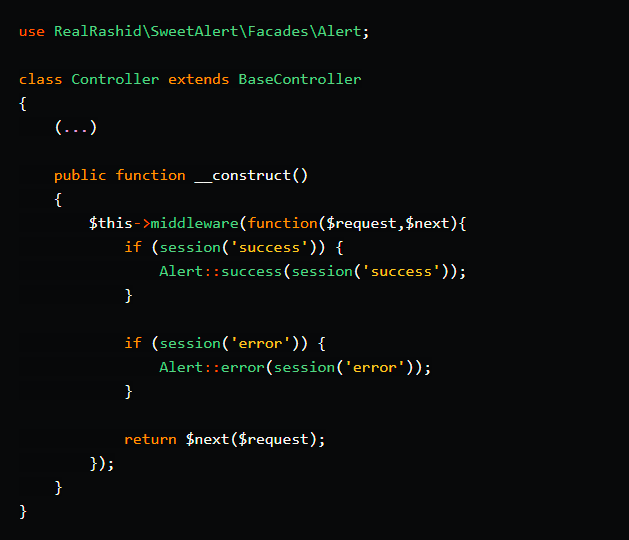 use RealRashid\SweetAlert\Facades\Alert;
class Controller extends BaseController
{
    (...)
    public function __construct()
    {
        $this->middleware(function($request,$next){
            if (session('success')) {
                Alert::success(session('success'));
            }
            if (session('error')) {
                Alert::error(session('error'));
            }
            return $next($request);
        });
    }
}